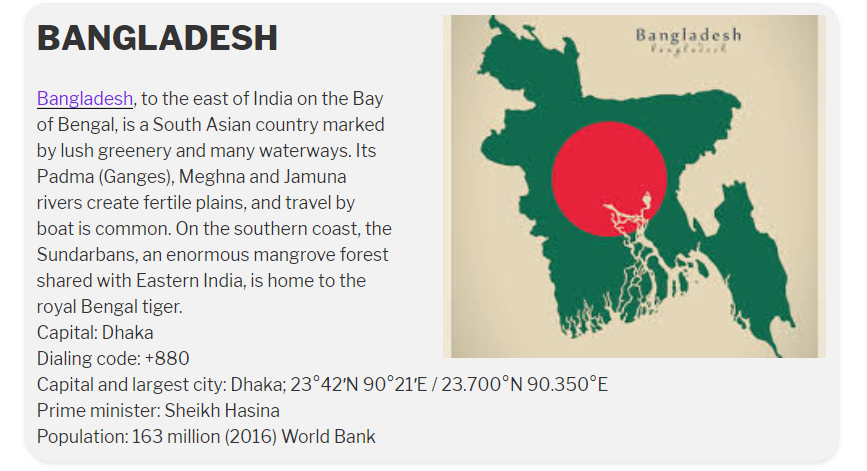 BANGLADESH
Bangladesh
Bangladesh
Bangladesh, to the east of India on the Bay
of Bengal, is a South Asian country marked
by lush greenery and many waterways. Its
Padma (Ganges), Meghna and Jamuna
rivers create fertile plains, and travel by
boat is common. On the southern coast, the
Sundarbans, an enormous mangrove forest
shared with Eastern India, is home to the
royal Bengal tiger.
Capital: Dhaka
Dialing code: +880
Capital and largest city: Dhaka; 23°42′N 90°21′E / 23.700°N 90.350°E
Prime minister: Sheikh Hasina
Population: 163 million (2016) World Bank